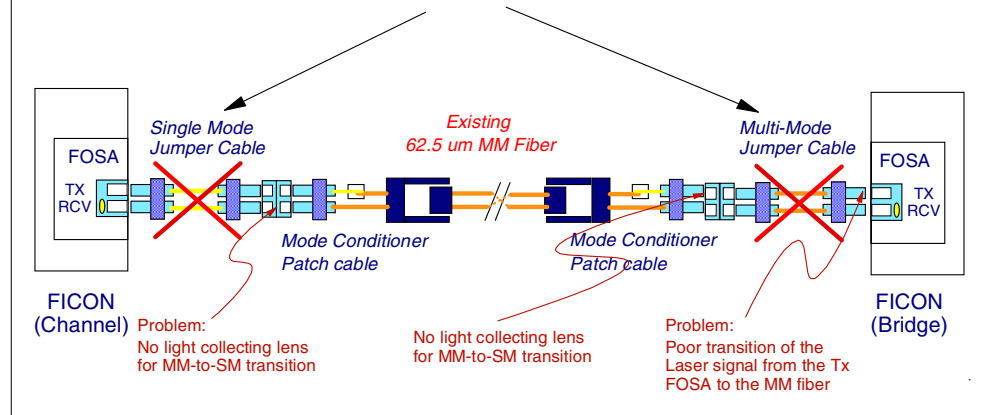 Single Mode
Jumper Cable
Existing
62.5 um MM Fiber
Multi-Mode
Jumper Cable
FOSA
TX
RCV
FOSA
TX
RCV
Mode Conditioner
Patch cable
Mode Conditioner
Patch cable
FICON
(Channel)
FICON
(Bridge)
Problem:
No light collecting lens
for MM-to-SM transition
No light collecting lens
for MM-to-SM transition
Problem:
Poor transition of the
Laser signal from the Tx
FOSA to the MM fiber